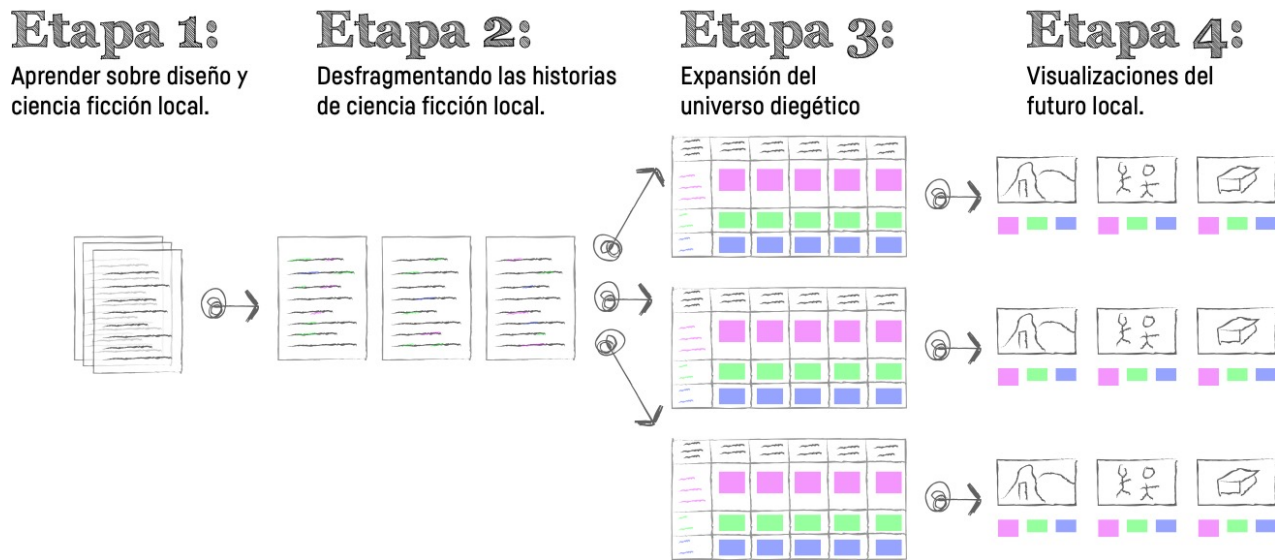 Etapa 1:
Aprender sobre diseño y
ciencia ficción local.
Etapa 2:
Desfragmentando las historias
de ciencia ficción local.
Etapa 3:
Expansión del
universo diegético
Etapa 4:
Visualizaciones del
futuro local.